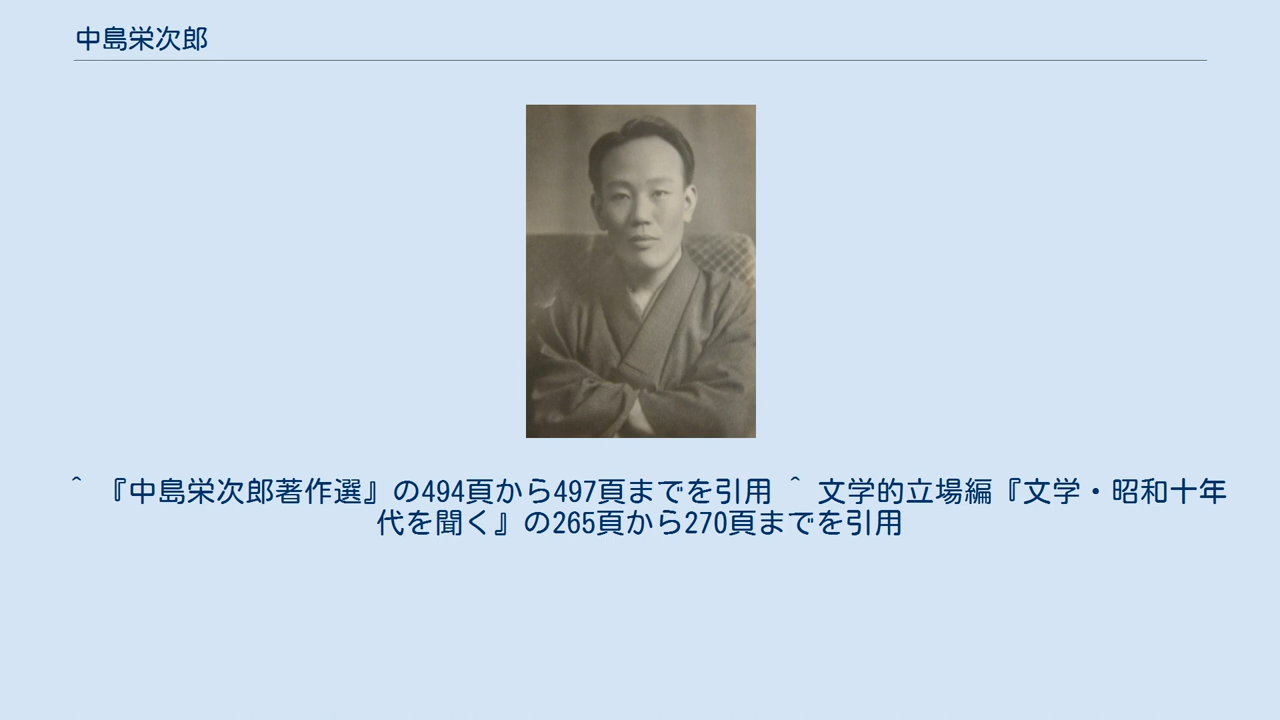 中島栄次郎
^ 『中島栄次郎著作選』の494頁から497頁までを引用 ^ 文学的立場編『文学・昭和十年
代を聞く』の265頁から270頁までを引用